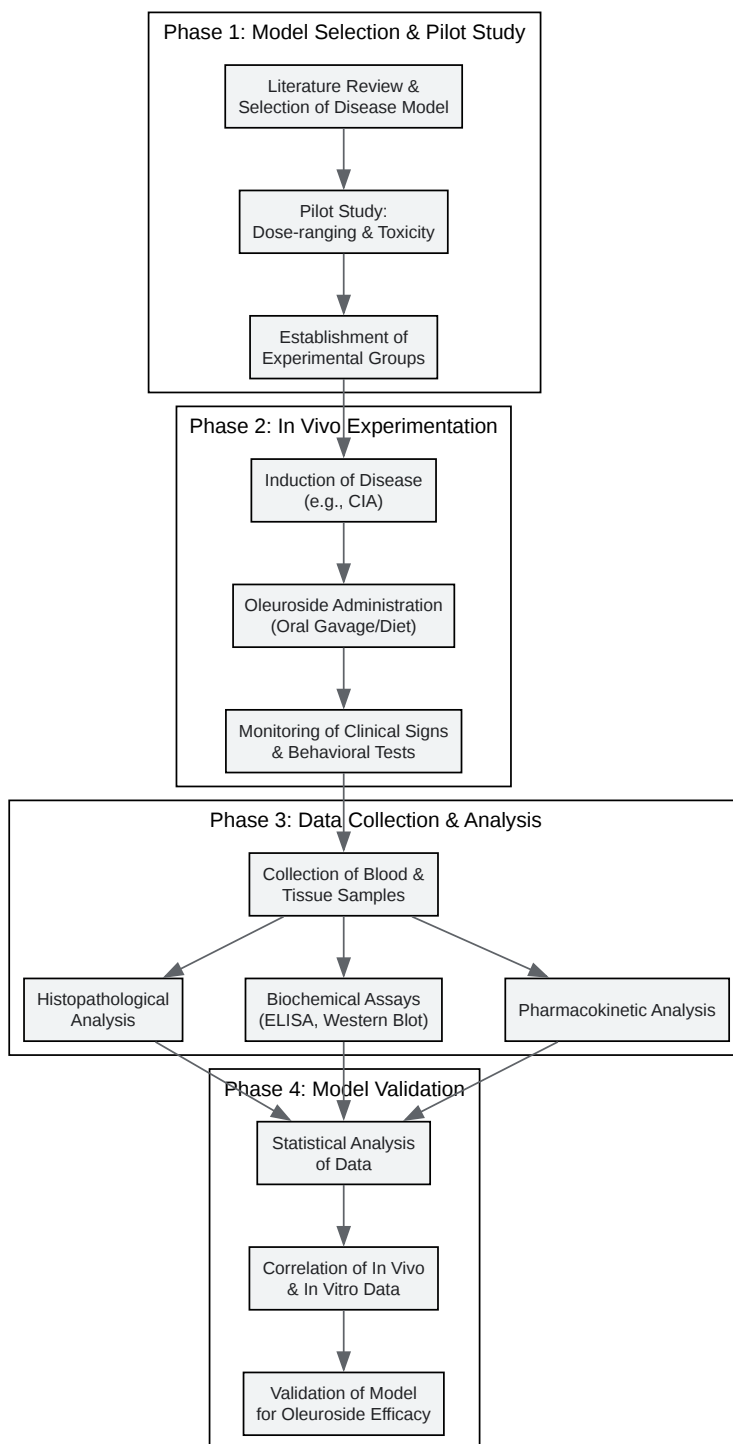 Phase 1: Model Selection & Pilot Study
Literature Review &
Selection of Disease Model
Pilot Study:
Dose-ranging & Toxicity
Establishment of
Experimental Groups
Phase 2: In Vivo Experimentation
Induction of Disease
(e.g., CIA)
Oleuroside Administration
(Oral Gavage/Diet)
Monitoring of Clinical Signs
& Behavioral Tests
Phase 3: Data Collection & Analysis
Collection of Blood &
Tissue Samples
Histopathological
Analysis
Biochemical Assays
(ELISA, Western Blot)
Pharmacokinetic Analysis
Phase 4: Model Validation
Statistical Analysis
of Data
Correlation of In Vivo
& In Vitro Data
Validation of Model
for Oleuroside Efficacy